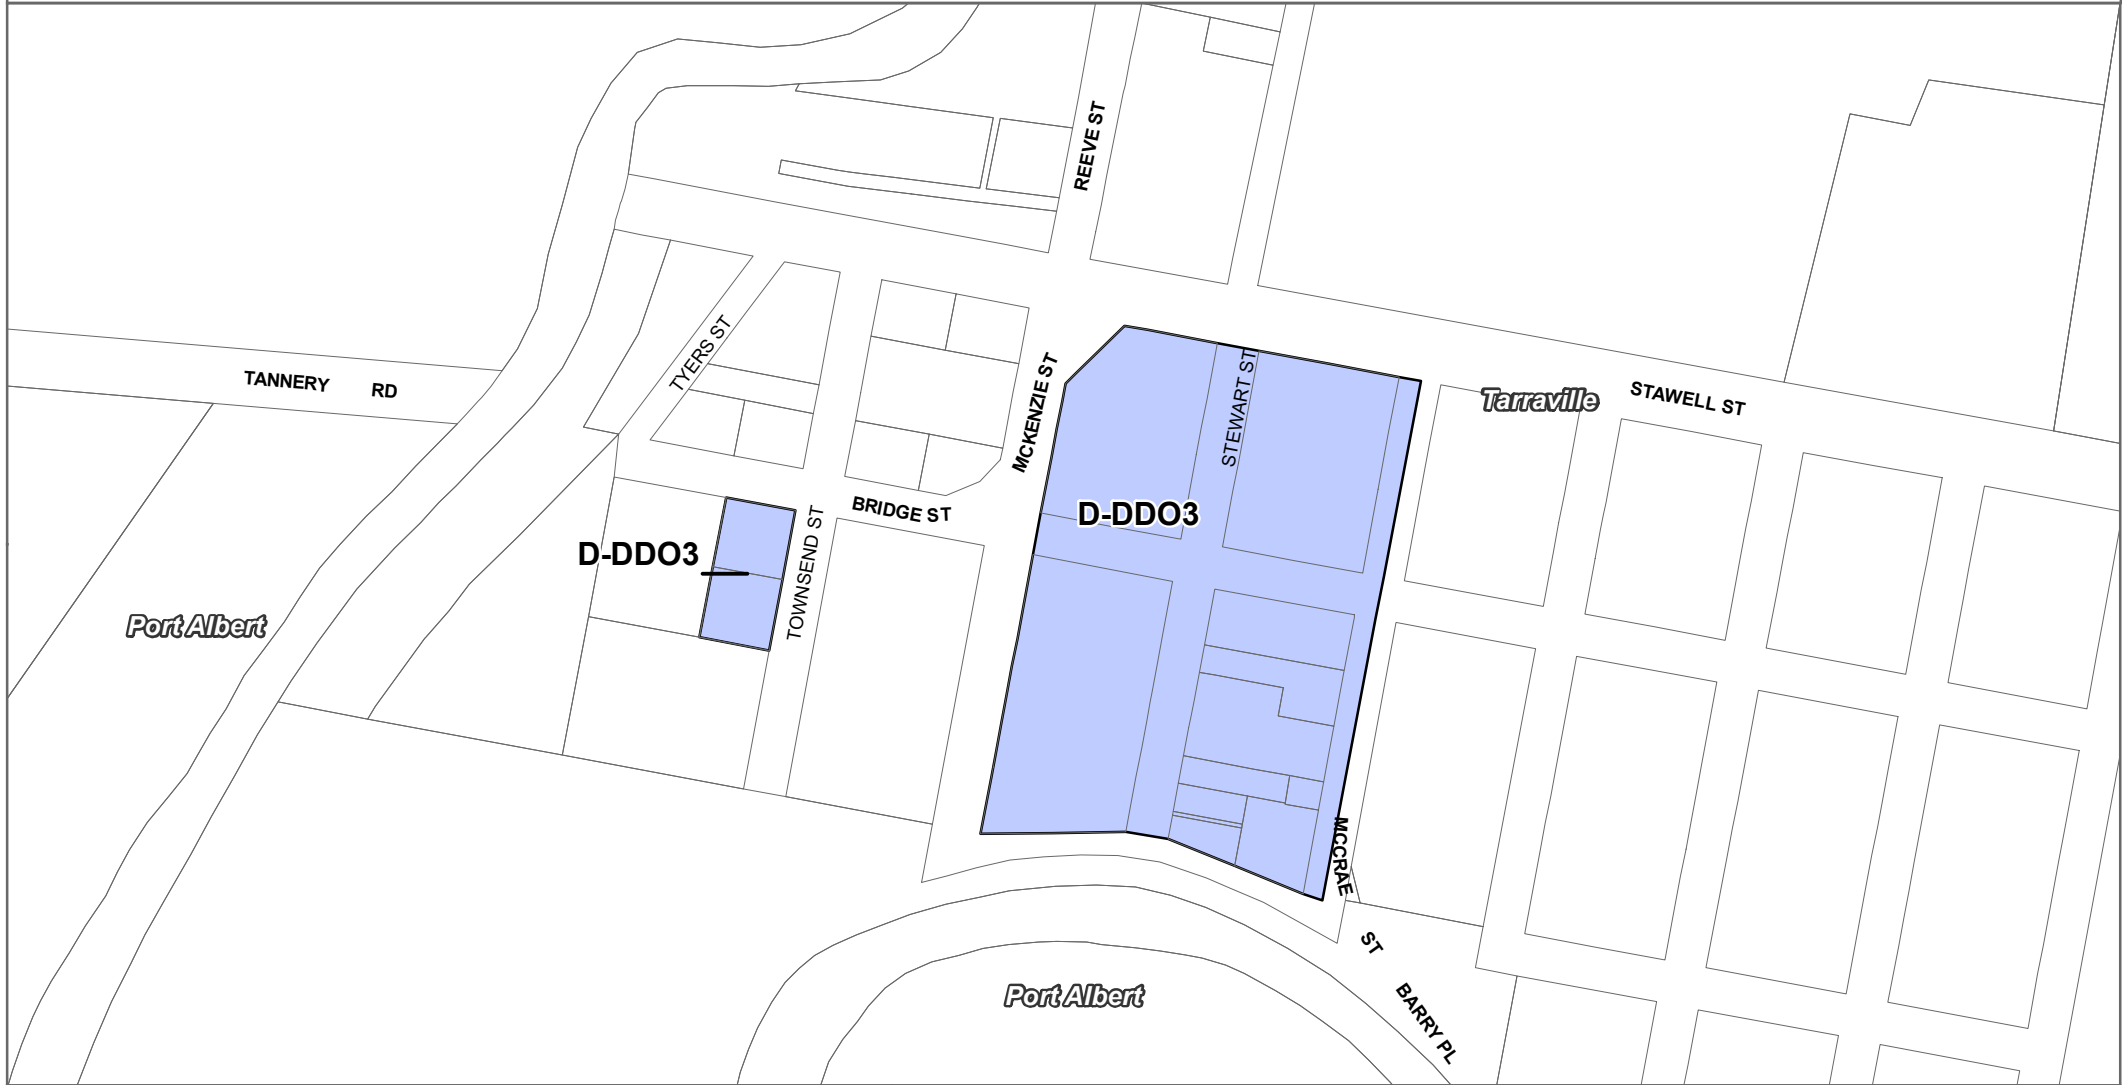 REEVE ST
TYERS ST
TANNERY RD
MCKENZIE ST
STEWART ST
Tarraville
STAWELL ST
BRIDGE ST
D-DDO3
D-DDO3
TOWNSEND ST
Port Albert
MCCRAE ST
Port Albert
BARRY PL